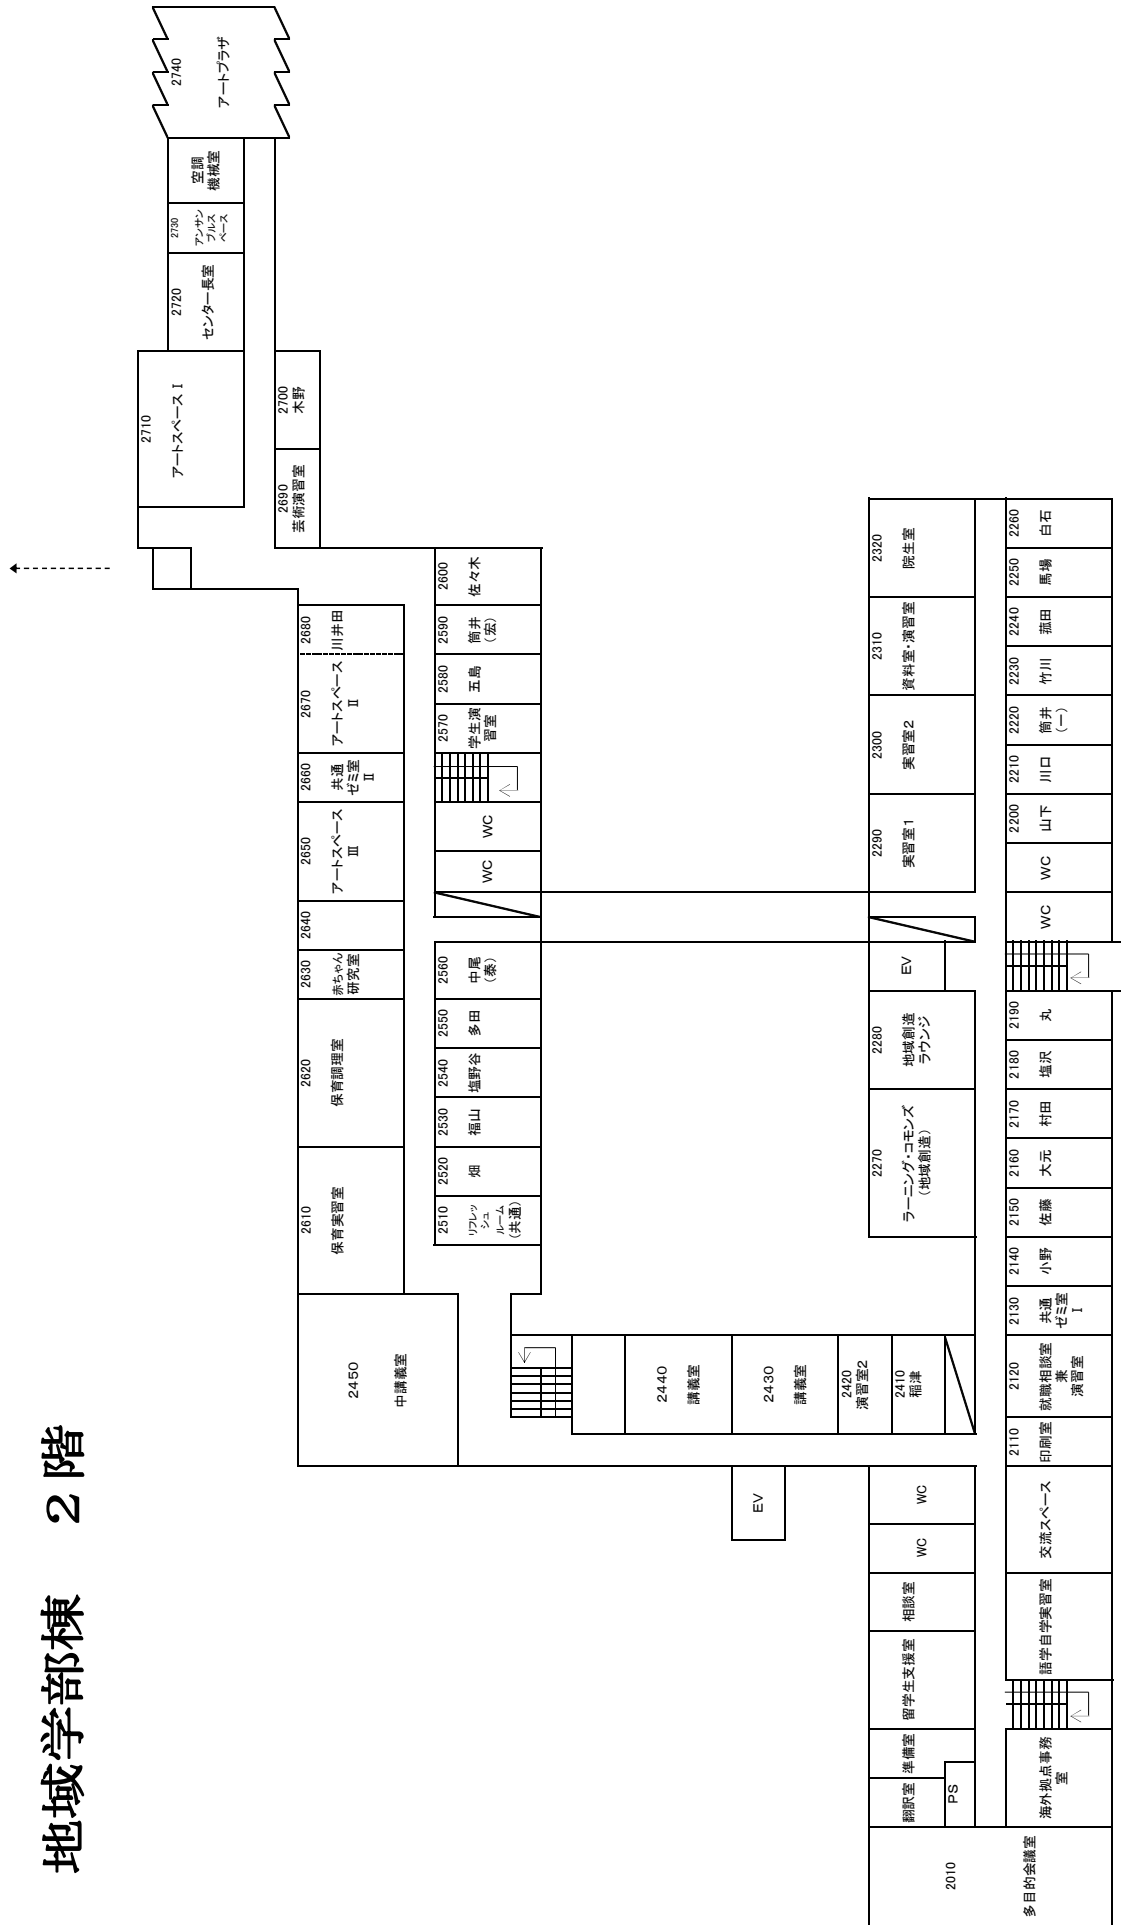 地域学部棟　２階
2740
アートプラザ
空調
機械室
2730
アンサン
ブルス
ペース
2720
センター長室
2710
アートスペースⅠ
2700
木野
2690
芸術演習室
2680
川井田
2670
アートスペース
Ⅱ
2660
共通
ゼミ室
Ⅱ
2650
アートスペース
Ⅲ
2640
2630
赤ちゃん
研究室
2620
保育調理室
2610
保育実習室
2600
佐々木
2590
筒井
（宏）
2580
五島
2570
学生演
習室
WC
WC
2560
中尾
（泰）
2550
多田
2540
塩野谷
2530
福山
2520
畑
2510
リフレッ
シュ
ルーム
（共通）
2450
中講義室
2440
講義室
2430
講義室
2420
演習室2
2410
稲津
EV
2320
院生室
2310
資料室・演習室
2300
実習室２
2290
実習室１
EV
2280
地域創造
ラウンジ
2270
ラーニング・コモンズ
（地域創造）
2260
白石
2250
馬場
2240
菰田
2230
竹川
2220
筒井
（一）
2210
川口
2200
山下
WC
WC
2190
丸
2180
塩沢
2170
村田
2160
大元
2150
佐藤
2140
小野
2130
共通
ゼミ室
Ⅰ
2120
就職相談室
兼
演習室
2110
印刷室
WC
WC
相談室
留学生支援室
準備室
翻訳室
PS
交流スペース
語学自学実習室
海外拠点事務
室
2010
多目的会議室